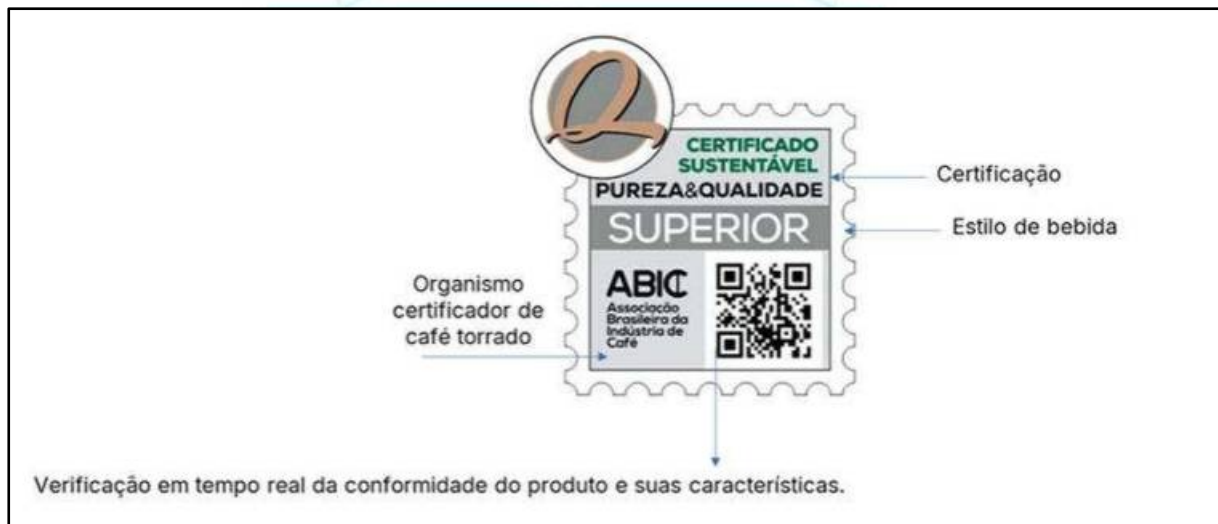 Q
CERTIFICADO
SUSTENTÁVEL
PUREZA&QUALIDADE
SUPERIOR
ABIC
Associação
Brasileira da
Indústria de
Café
Certificação
Estilo de bebida
Organismo
certificador de
café torrado
Verificação em tempo real da conformidade do produto e suas características.